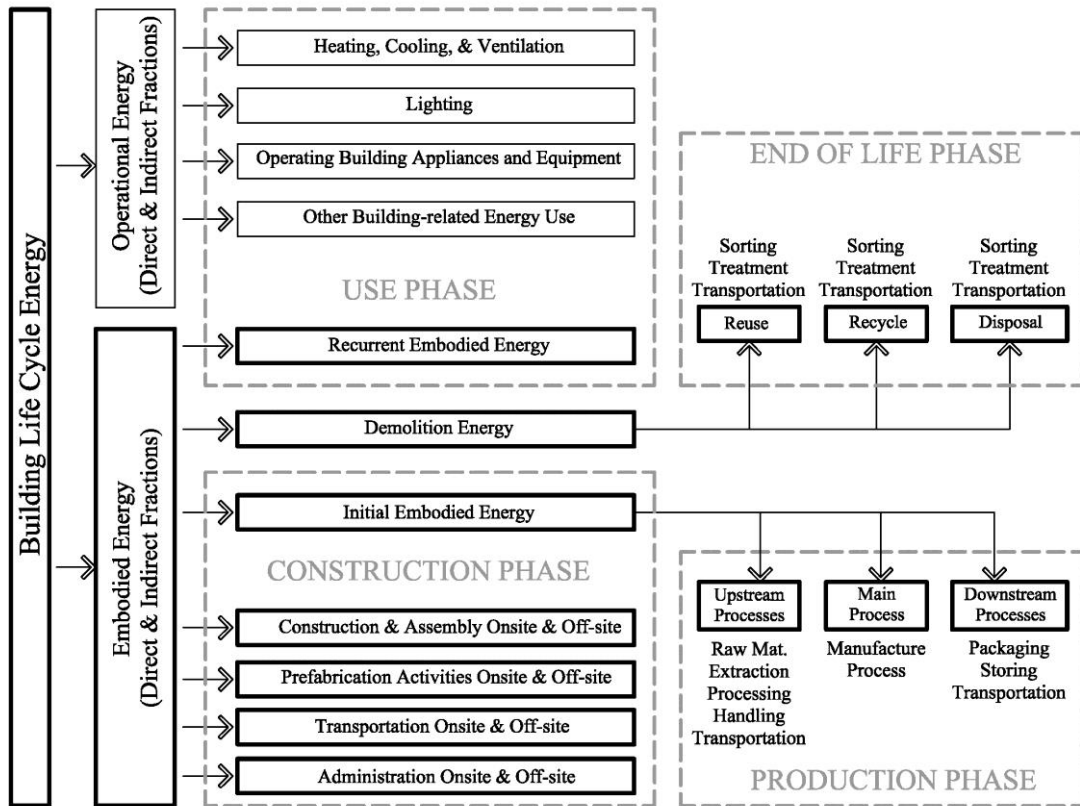 Building Life Cycle Energy
Operational Energy
(Direct & Indirect Fractions)
Heating, Cooling, & Ventilation
Lighting
Operating Building Appliances and Equipment
Other Building-related Energy Use
USE PHASE
Embodied Energy
(Direct & Indirect Fractions)
Recurrent Embodied Energy
Demolition Energy
Initial Embodied Energy
CONSTRUCTION PHASE
Construction & Assembly Onsite & Off-site
Prefabrication Activities Onsite & Off-site
Transportation Onsite & Off-site
Administration Onsite & Off-site
END OF LIFE PHASE
Sorting
Treatment
Transportation
Reuse
Sorting
Treatment
Transportation
Recycle
Sorting
Treatment
Transportation
Disposal
Upstream
Processes
Raw Mat.
Extraction
Processing
Handling
Transportation
Main
Process
Manufacture
Process
Downstream
Processes
Packaging
Storing
Transportation
PRODUCTION PHASE